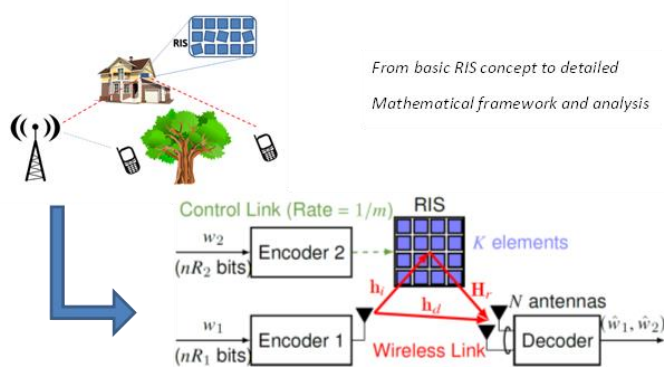 RIS
From basic RIS concept to detailed
Mathematical framework and analysis
RIS
Control Link (Rate = 1/m)
w₂
Encoder 2
K elements
(nR₂ bits)
hᵢ
Hᵣ
h_d
N antennas
w₁
Encoder 1
(nR₁ bits)
Wireless Link
Decoder
(ŵ₁, ŵ₂)